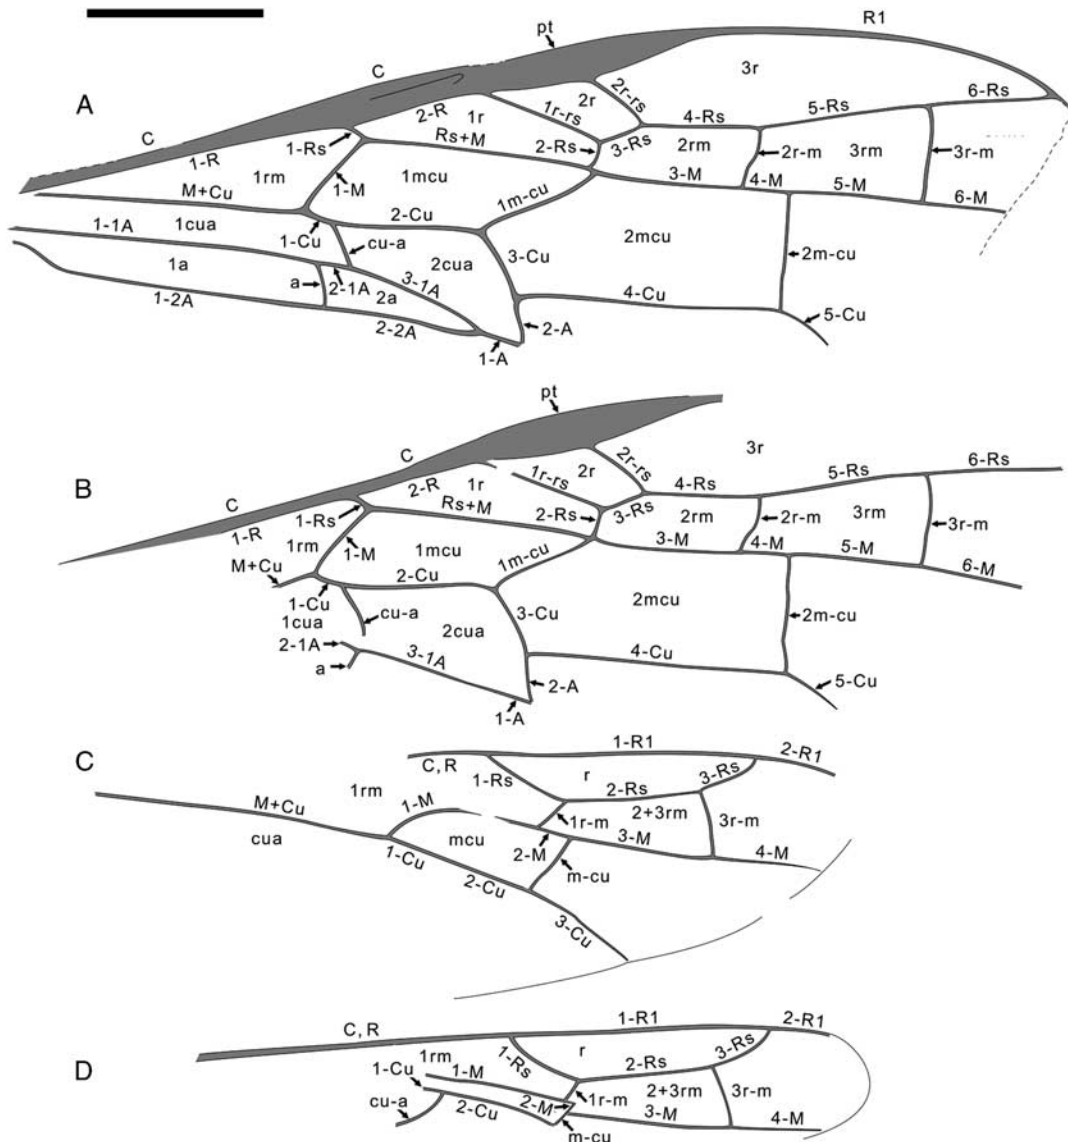 A
C
C
pt
R1
3r
2r
2r-rs
1r-rs
2-R
1r
Rs+M
1-Rs
1-R
1rm
1-M
M+Cu
1mcu
2-Rs
3-Rs
4-Rs
5-Rs
6-Rs
2rm
2r-m
3rm
3r-m
3-M
4-M
5-M
6-M
1m-cu
2-Cu
1-Cu
cu-a
1-1A
1cua
2cua
3-Cu
2mcu
2m-cu
1a
a
2-1A
2a
3-1A
1-2A
2-2A
1-A
2-A
4-Cu
5-Cu
B
C
C
pt
3r
2r
2r-rs
1r-rs
2-R
1r
Rs+M
1-Rs
1-R
1rm
1-M
M+Cu
1mcu
2-Rs
3-Rs
4-Rs
5-Rs
6-Rs
2rm
2r-m
3rm
3r-m
3-M
4-M
5-M
6-M
1m-cu
2-Cu
1-Cu
1cua
cu-a
2cua
3-Cu
2mcu
2m-cu
2-1A
a
3-1A
1-A
2-A
4-Cu
5-Cu
C
C, R
1-R1
2-R1
1rm
1-Rs
r
2-Rs
3-Rs
M+Cu
1-M
1r-m
2+3rm
3r-m
cua
mcu
2-M
3-M
4-M
1-Cu
2-Cu
m-cu
3-Cu
D
C, R
1-R1
2-R1
1rm
1-Rs
r
2-Rs
3-Rs
1-Cu
1-M
1r-m
2+3rm
3r-m
cu-a
2-Cu
2-M
3-M
4-M
m-cu